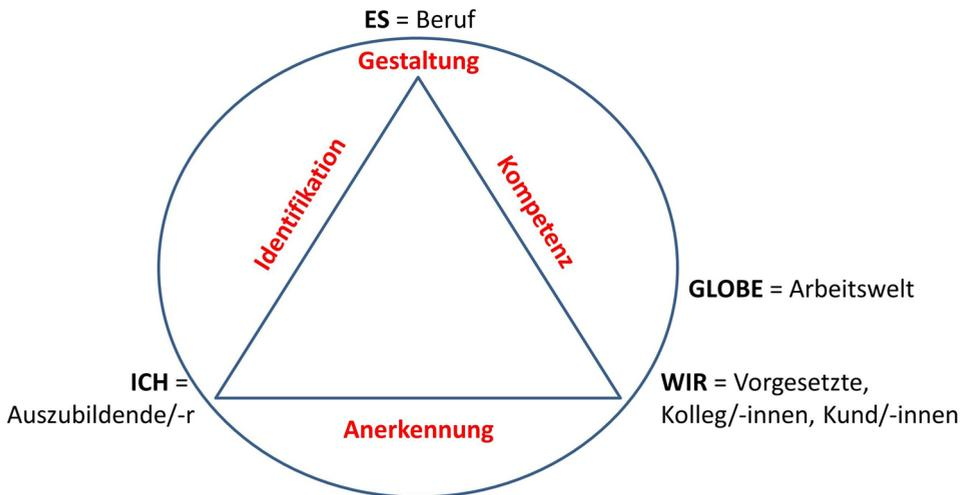 ES = Beruf
Gestaltung
Identifikation
Kompetenz
GLOBE = Arbeitswelt
ICH =
Auszubildende/-r
WIR = Vorgesetzte,
Kolleg/-innen, Kund/-innen
Anerkennung